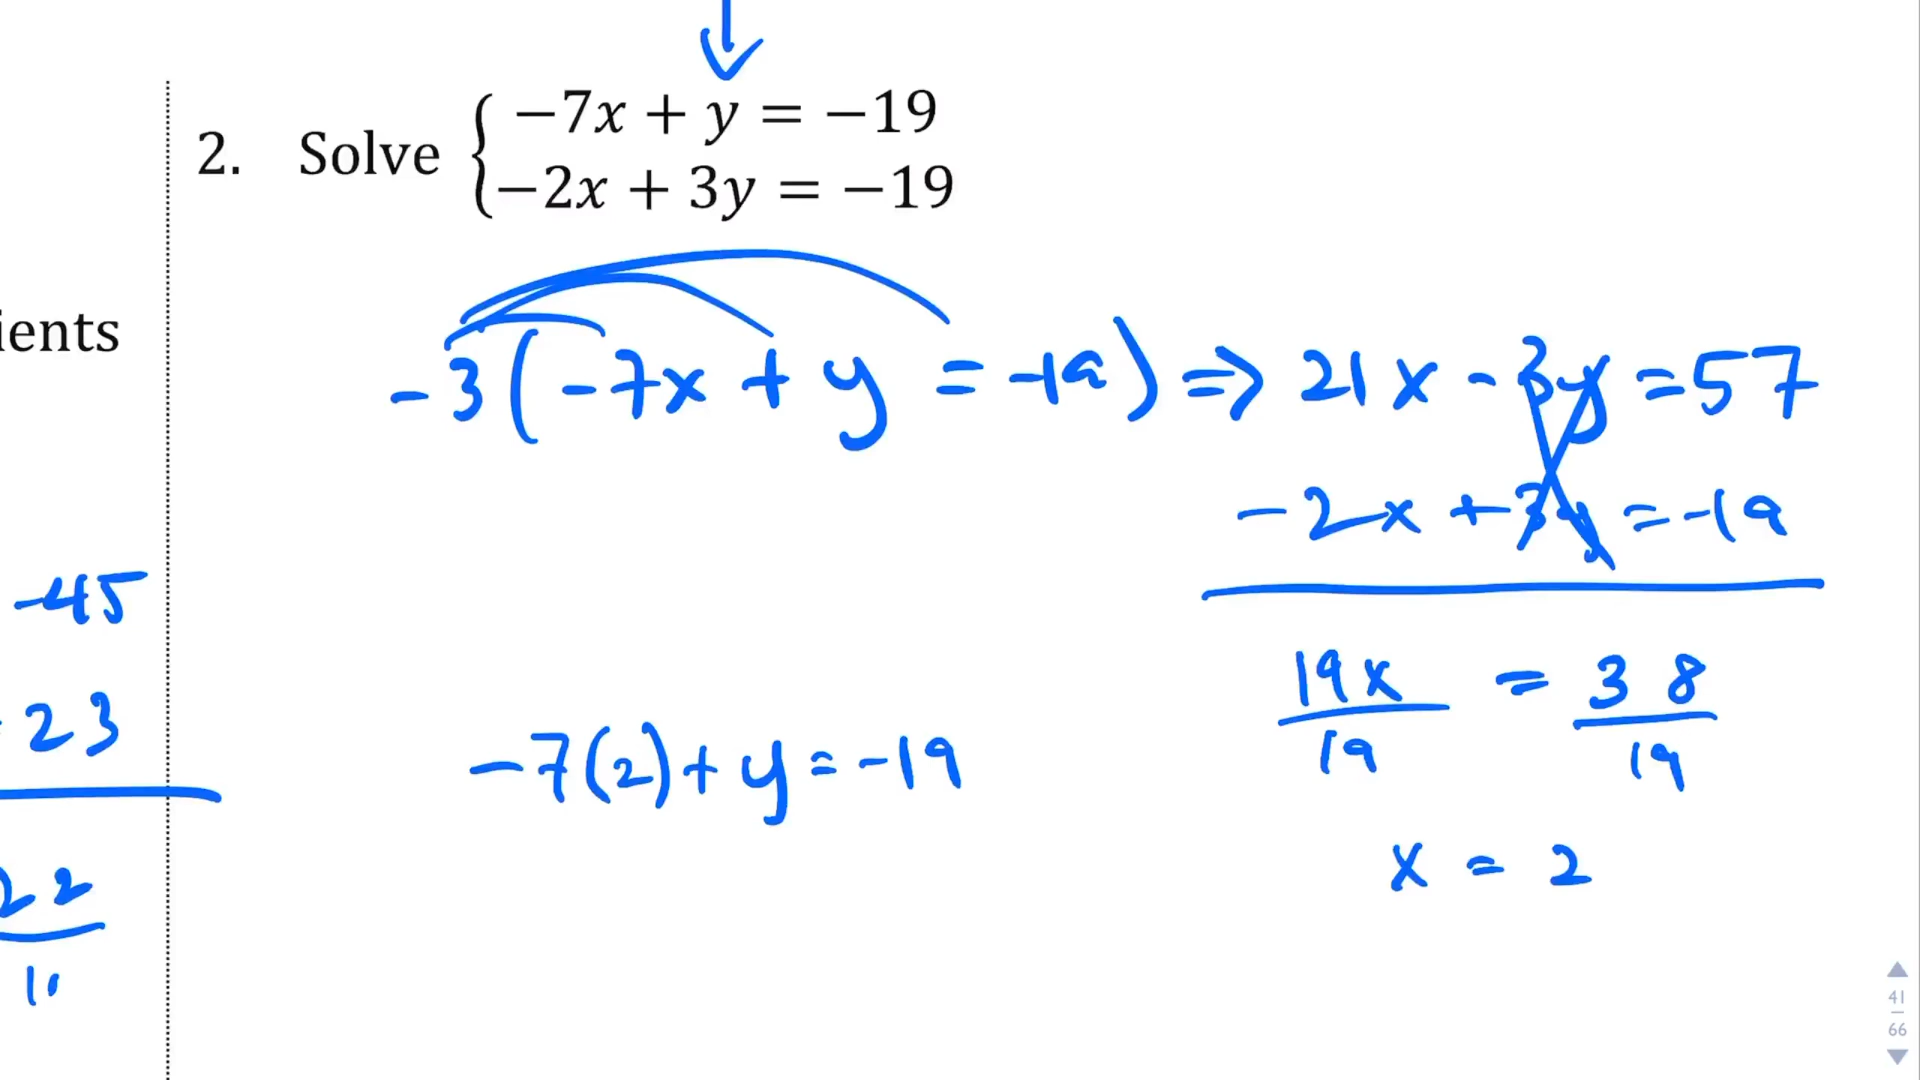 2. Solve { −7x + y = −19
−2x + 3y = −19
ients
-3(-7x + y = -19) => 21x - 3y = 57
-2x + 3y = -19
-45
19x = 38
19 19
23
-7(2) + y = -19
x = 2
22
41
66